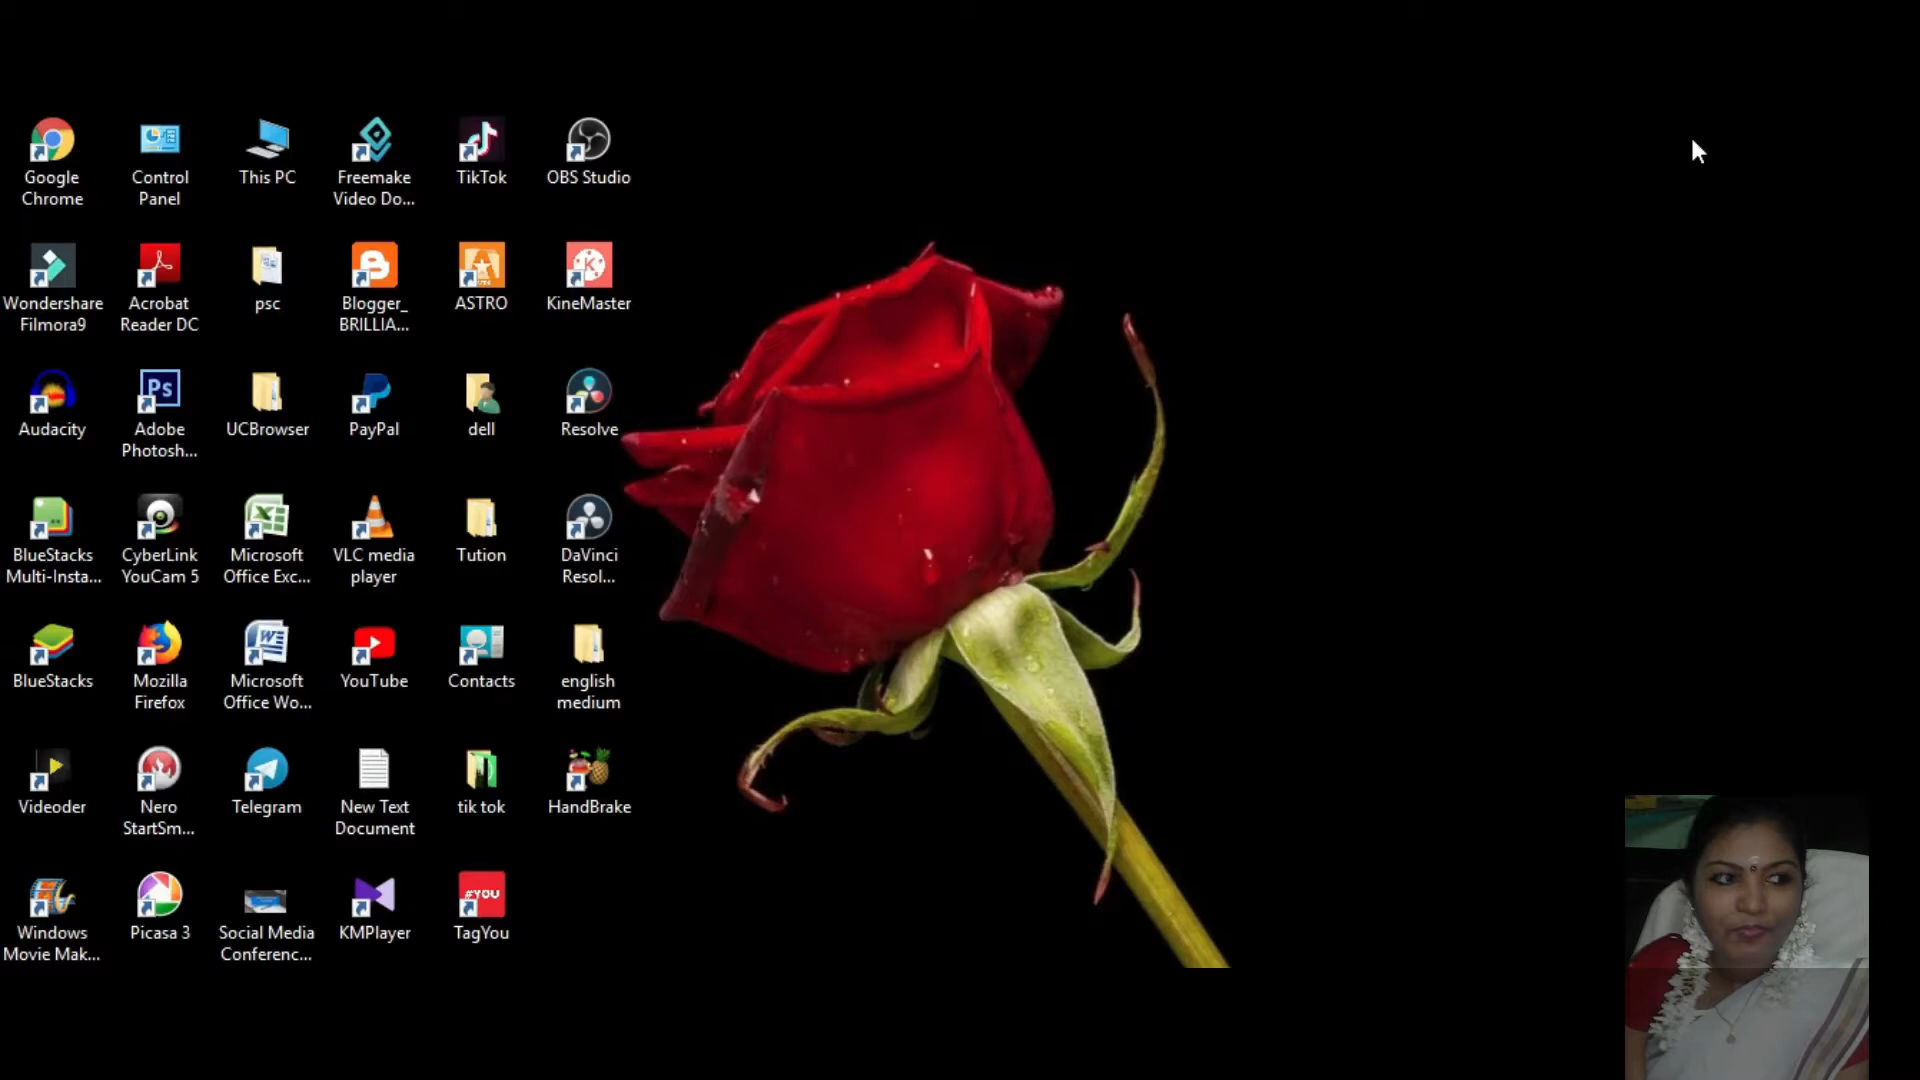 Google
Chrome
Control
Panel
This PC
Freemake
Video Do...
TikTok
OBS Studio
Wondershare
Filmora9
Acrobat
Reader DC
psc
Blogger_
BRILLIA...
ASTRO
KineMaster
Audacity
Ps
Adobe
Photosh...
UCBrowser
PayPal
dell
Resolve
BlueStacks
Multi-Insta...
CyberLink
YouCam 5
Microsoft
Office Exc...
VLC media
player
Tution
DaVinci
Resol...
BlueStacks
Mozilla
Firefox
Microsoft
Office Wo...
YouTube
Contacts
english
medium
Videoder
Nero
StartSm...
Telegram
New Text
Document
tik tok
HandBrake
Windows
Movie Mak...
Picasa 3
Social Media
Conferenc...
KMPlayer
#YOU
TagYou